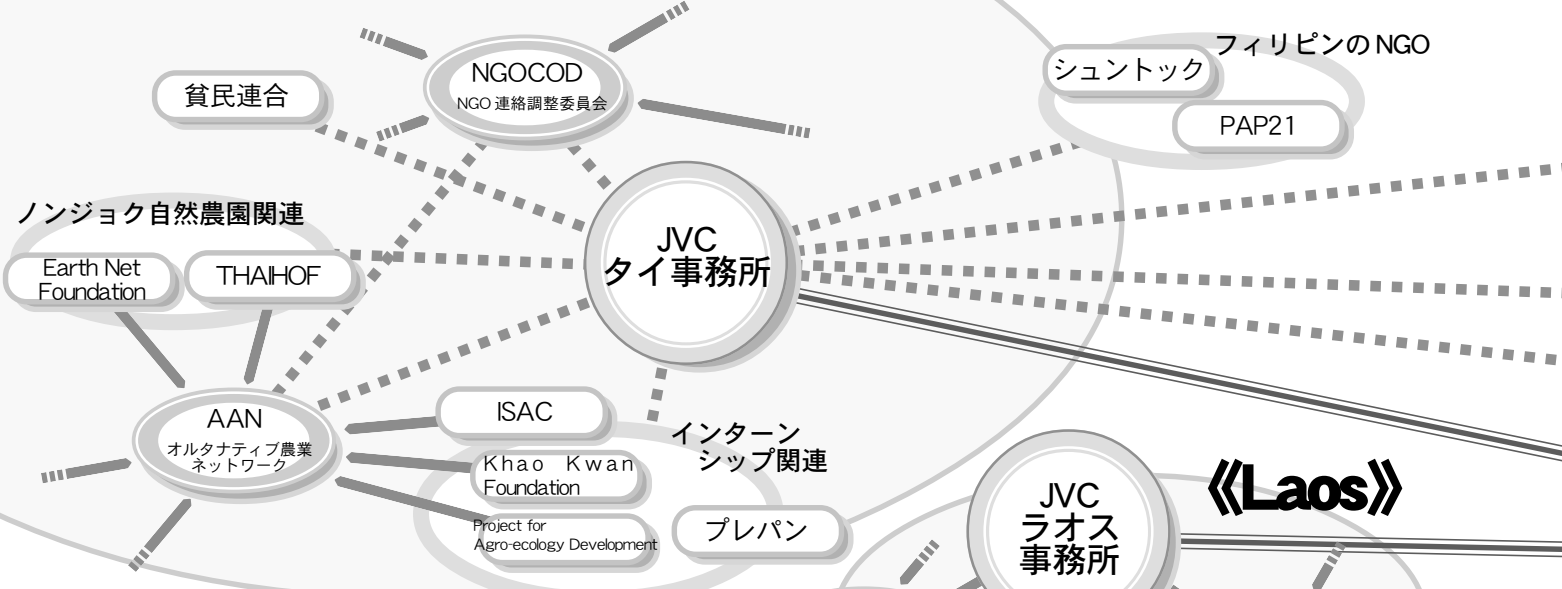 フィリピンの NGO
シュントック
PAP21
NGOCOD
NGO 連絡調整委員会
貧民連合
ノンジョク自然農園関連
Earth Net
Foundation
THAIHOF
JVC
タイ事務所
AAN
オルタナティブ農業
ネットワーク
ISAC
インターン
シップ関連
Khao Kwan
Foundation
Project for
Agro-ecology Development
プレパン
JVC
ラオス
事務所
《Laos》